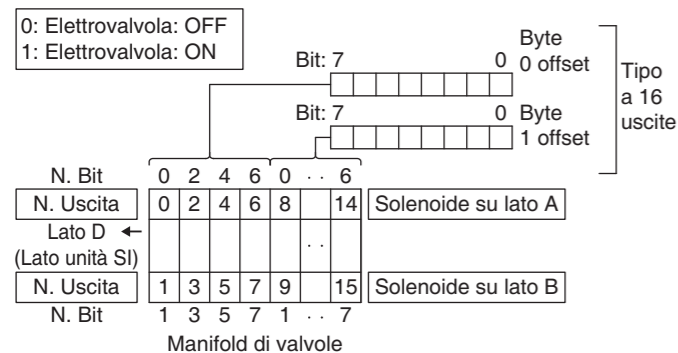 0: Elettrovalvola: OFF
1: Elettrovalvola: ON
Bit: 7 0 Byte 0 offset
Bit: 7 0 Byte 1 offset
Tipo a 16 uscite
N. Bit 0 2 4 6 0 · · 6
N. Uscita 0 2 4 6 8 14 Solenoide su lato A
Lato D ←
(Lato unità SI) · ·
N. Uscita 1 3 5 7 9 15 Solenoide su lato B
N. Bit 1 3 5 7 1 · · 7
Manifold di valvole